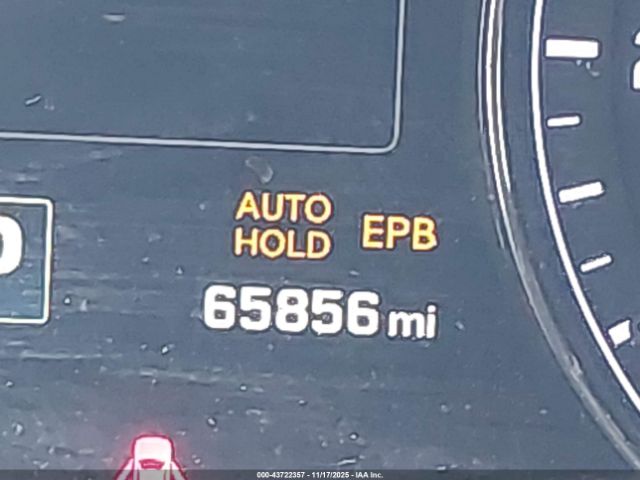 AUTO
HOLD
EPB
65856 mi
000-43722357 - 11/17/2025 - IAA Inc.